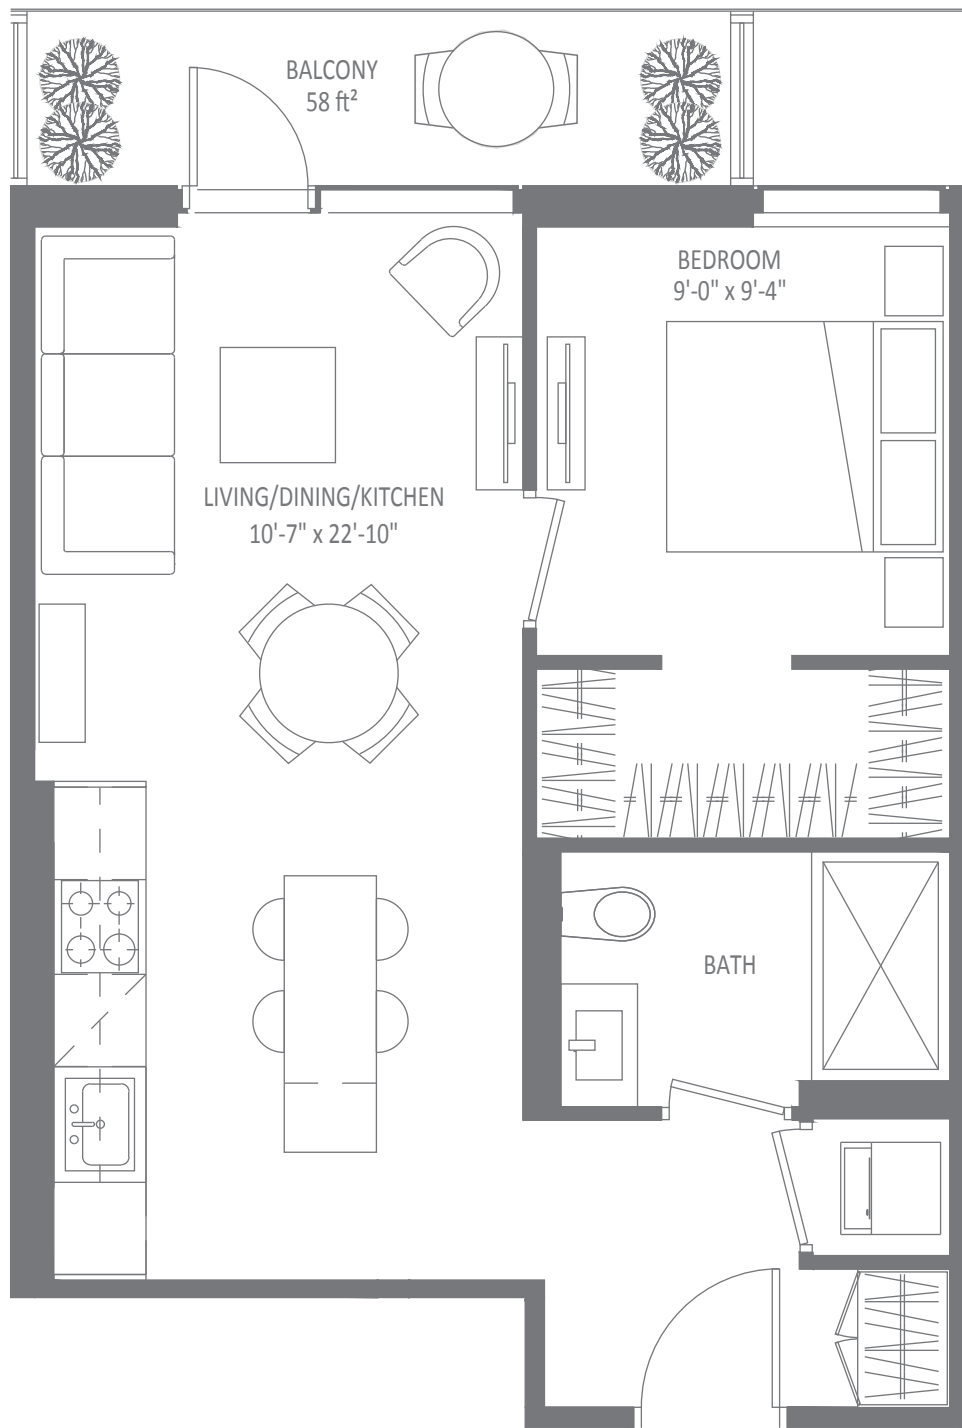 BALCONY
58 ft²
BEDROOM
9'-0" x 9'-4"
LIVING/DINING/KITCHEN
10'-7" x 22'-10"
BATH